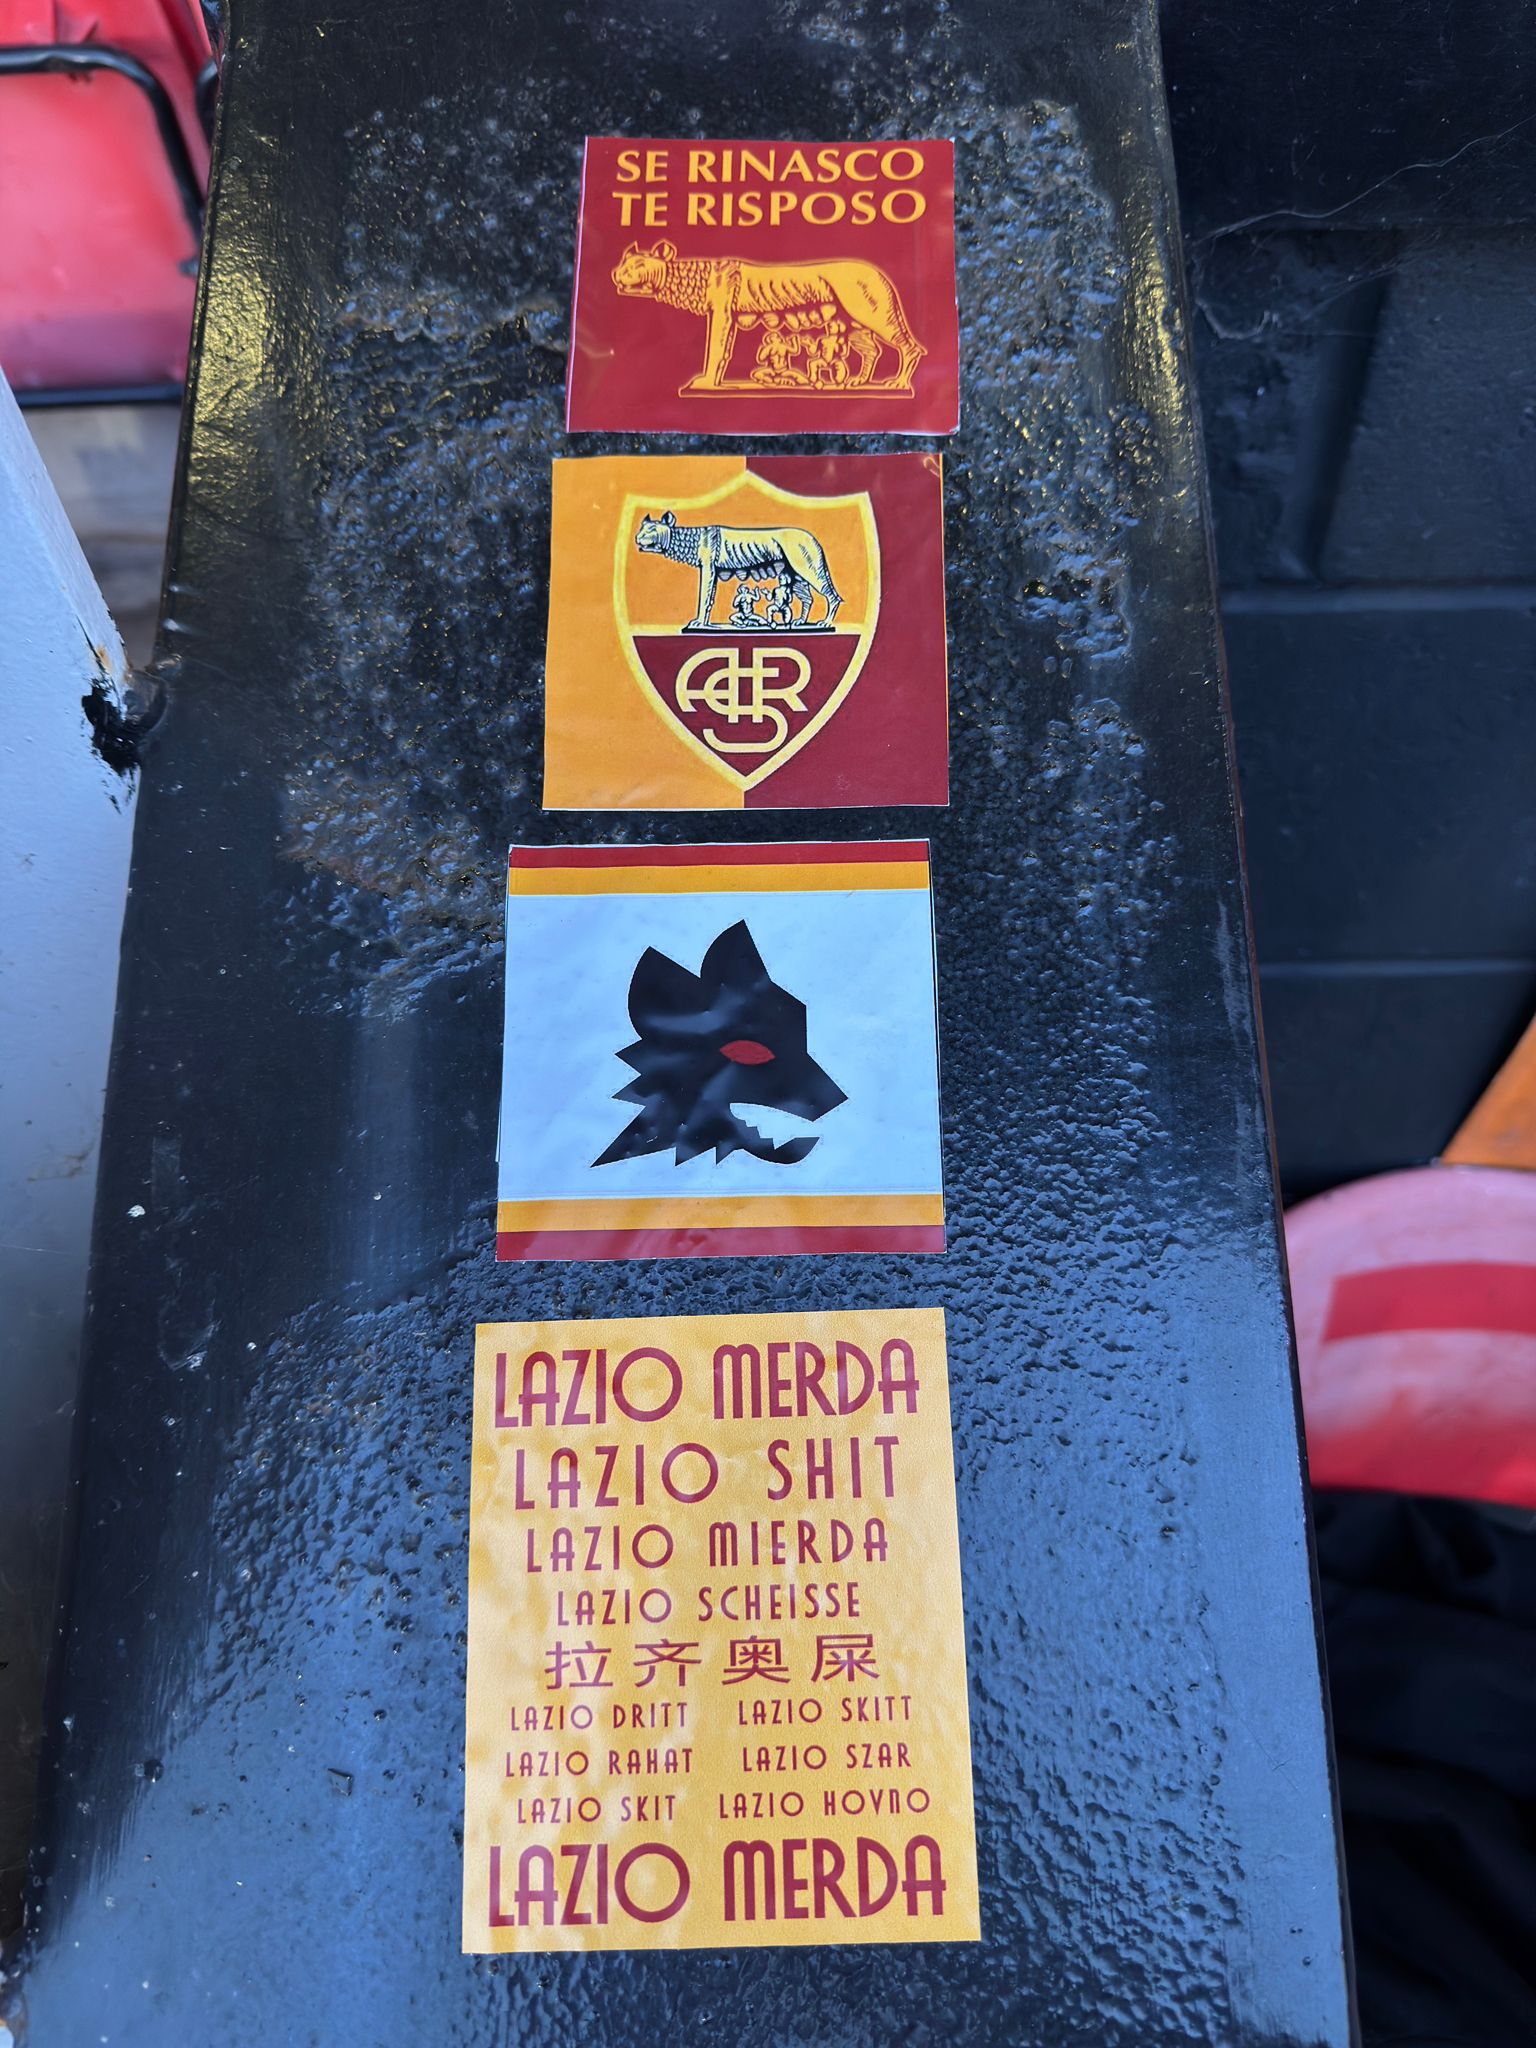 SE RINASCO
TE RISPOSO
ASR
LAZIO MERDA
LAZIO SHIT
LAZIO MIERDA
LAZIO SCHEISSE
拉齐奥屎
LAZIO DRITT LAZIO SKITT
LAZIO RAHAT LAZIO SZAR
LAZIO SKIT LAZIO HOVNO
LAZIO MERDA